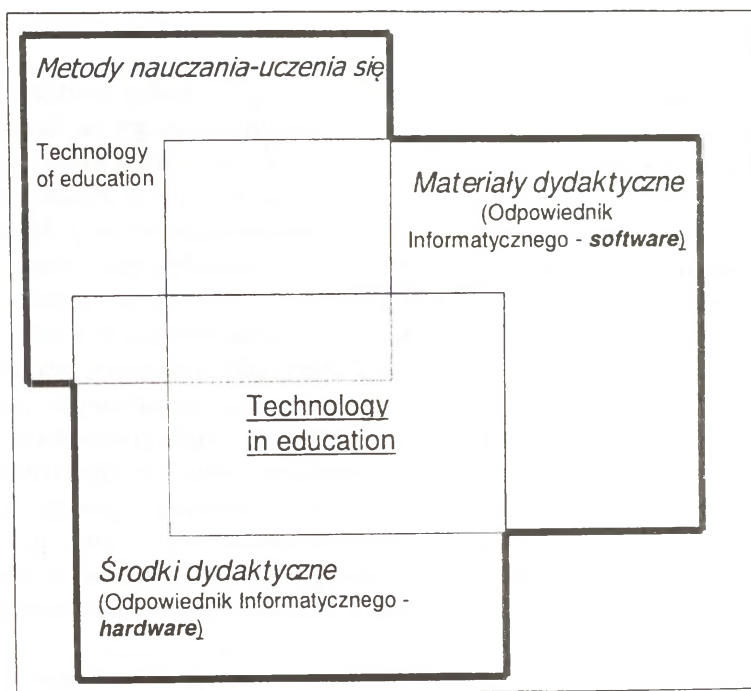 Metody nauczania-uczenia się
Technology
of education
Materiały dydaktyczne
(Odpowiednik
Informatycznego - software)
Technology
in education
Środki dydaktyczne
(Odpowiednik Informatycznego -
hardware)